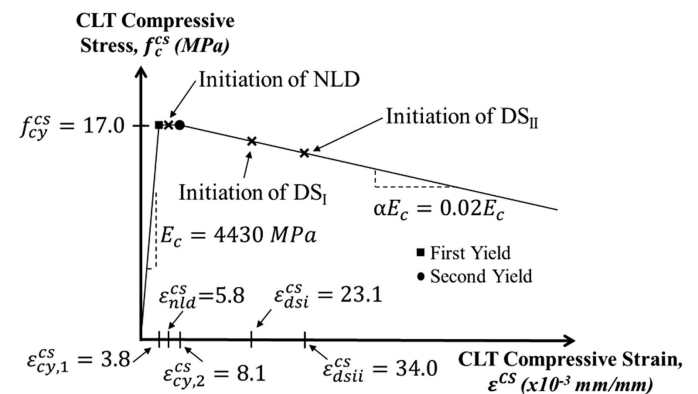 CLT Compressive
Stress, f_c^cs (MPa)
Initiation of NLD
f_cy^cs = 17.0
Initiation of DS_II
Initiation of DS_I
αE_c = 0.02E_c
E_c = 4430 MPa
First Yield
Second Yield
ε_nld^cs=5.8
ε_dsi^cs = 23.1
ε_cy,1^cs = 3.8
ε_cy,2^cs = 8.1
ε_dsii^cs = 34.0
CLT Compressive Strain,
ε^CS (x10^-3 mm/mm)